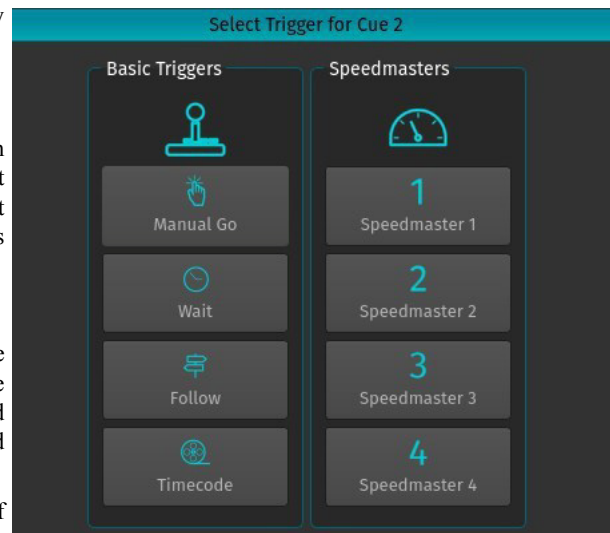 Select Trigger for Cue 2
Basic Triggers
Manual Go
Wait
Follow
Timecode
Speedmasters
1
Speedmaster 1
2
Speedmaster 2
3
Speedmaster 3
4
Speedmaster 4